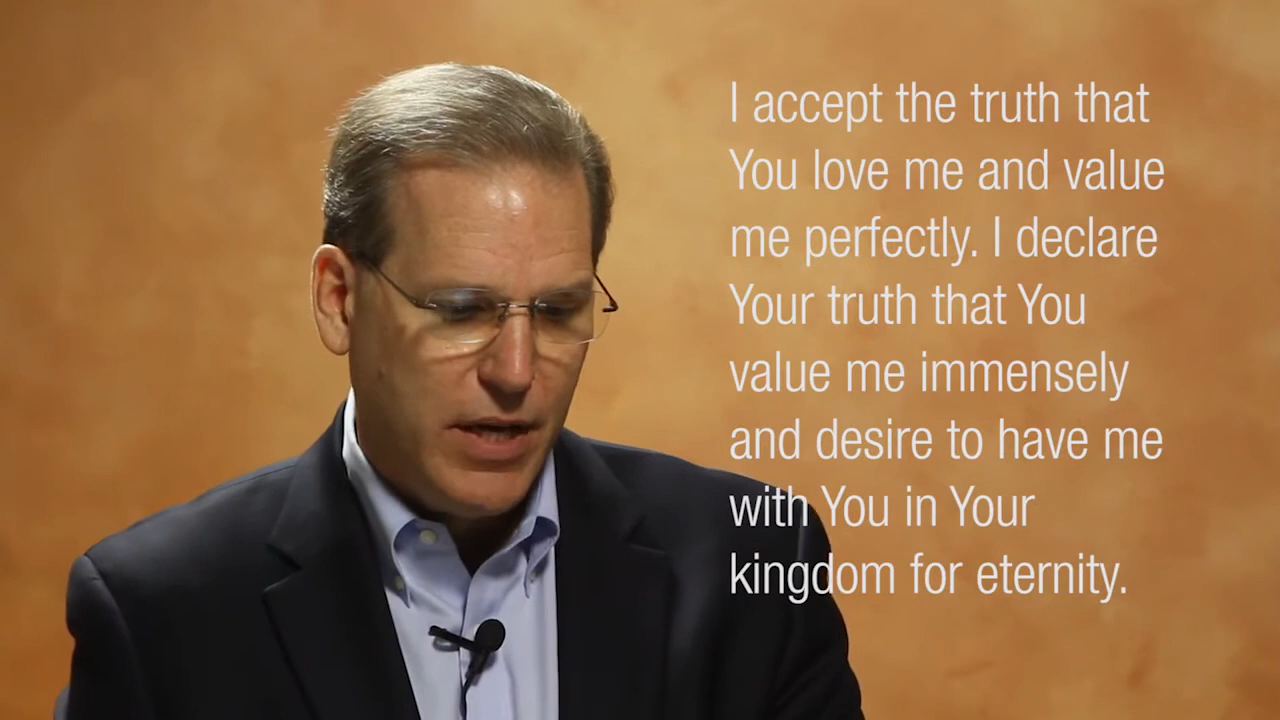 I accept the truth that
You love me and value
me perfectly. I declare
Your truth that You
value me immensely
and desire to have me
with You in Your
kingdom for eternity.